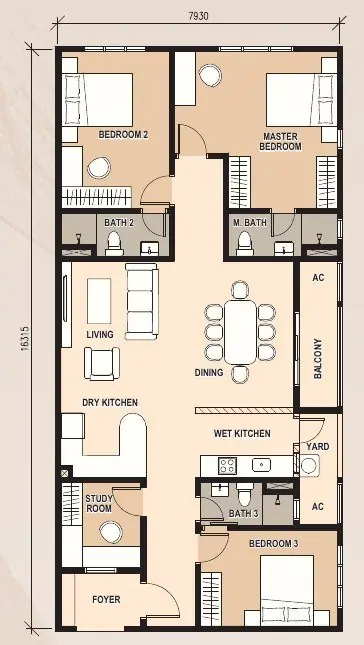 7930
16315
BEDROOM 2
MASTER
BEDROOM
BATH 2
M. BATH
AC
LIVING
BALCONY
DINING
DRY KITCHEN
WET KITCHEN
YARD
STUDY
ROOM
BATH 3
AC
BEDROOM 3
FOYER